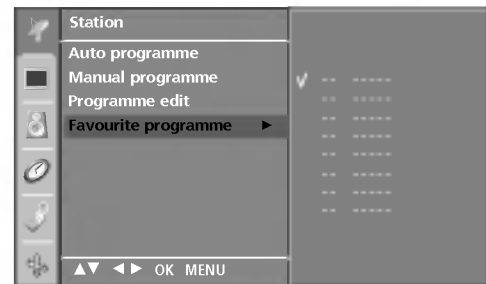 Station
Auto programme
Manual programme
Programme edit
Favourite programme ►
✔ -- -----
-- -----
-- -----
-- -----
-- -----
-- -----
-- -----
-- -----
▲▼ ◄► OK MENU